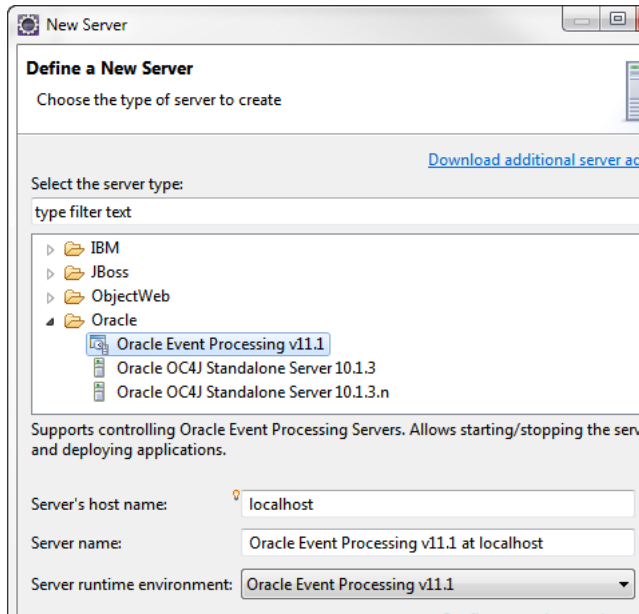 New Server
Define a New Server
Choose the type of server to create
Download additional server
Select the server type:
type filter text
IBM
JBoss
ObjectWeb
Oracle
Oracle Event Processing v11.1
Oracle OC4J Standalone Server 10.1.3
Oracle OC4J Standalone Server 10.1.3.n
Supports controlling Oracle Event Processing Servers. Allows starting/stopping the
and deploying applications.
Server's host name: localhost
Server name: Oracle Event Processing v11.1 at localhost
Server runtime environment: Oracle Event Processing v11.1